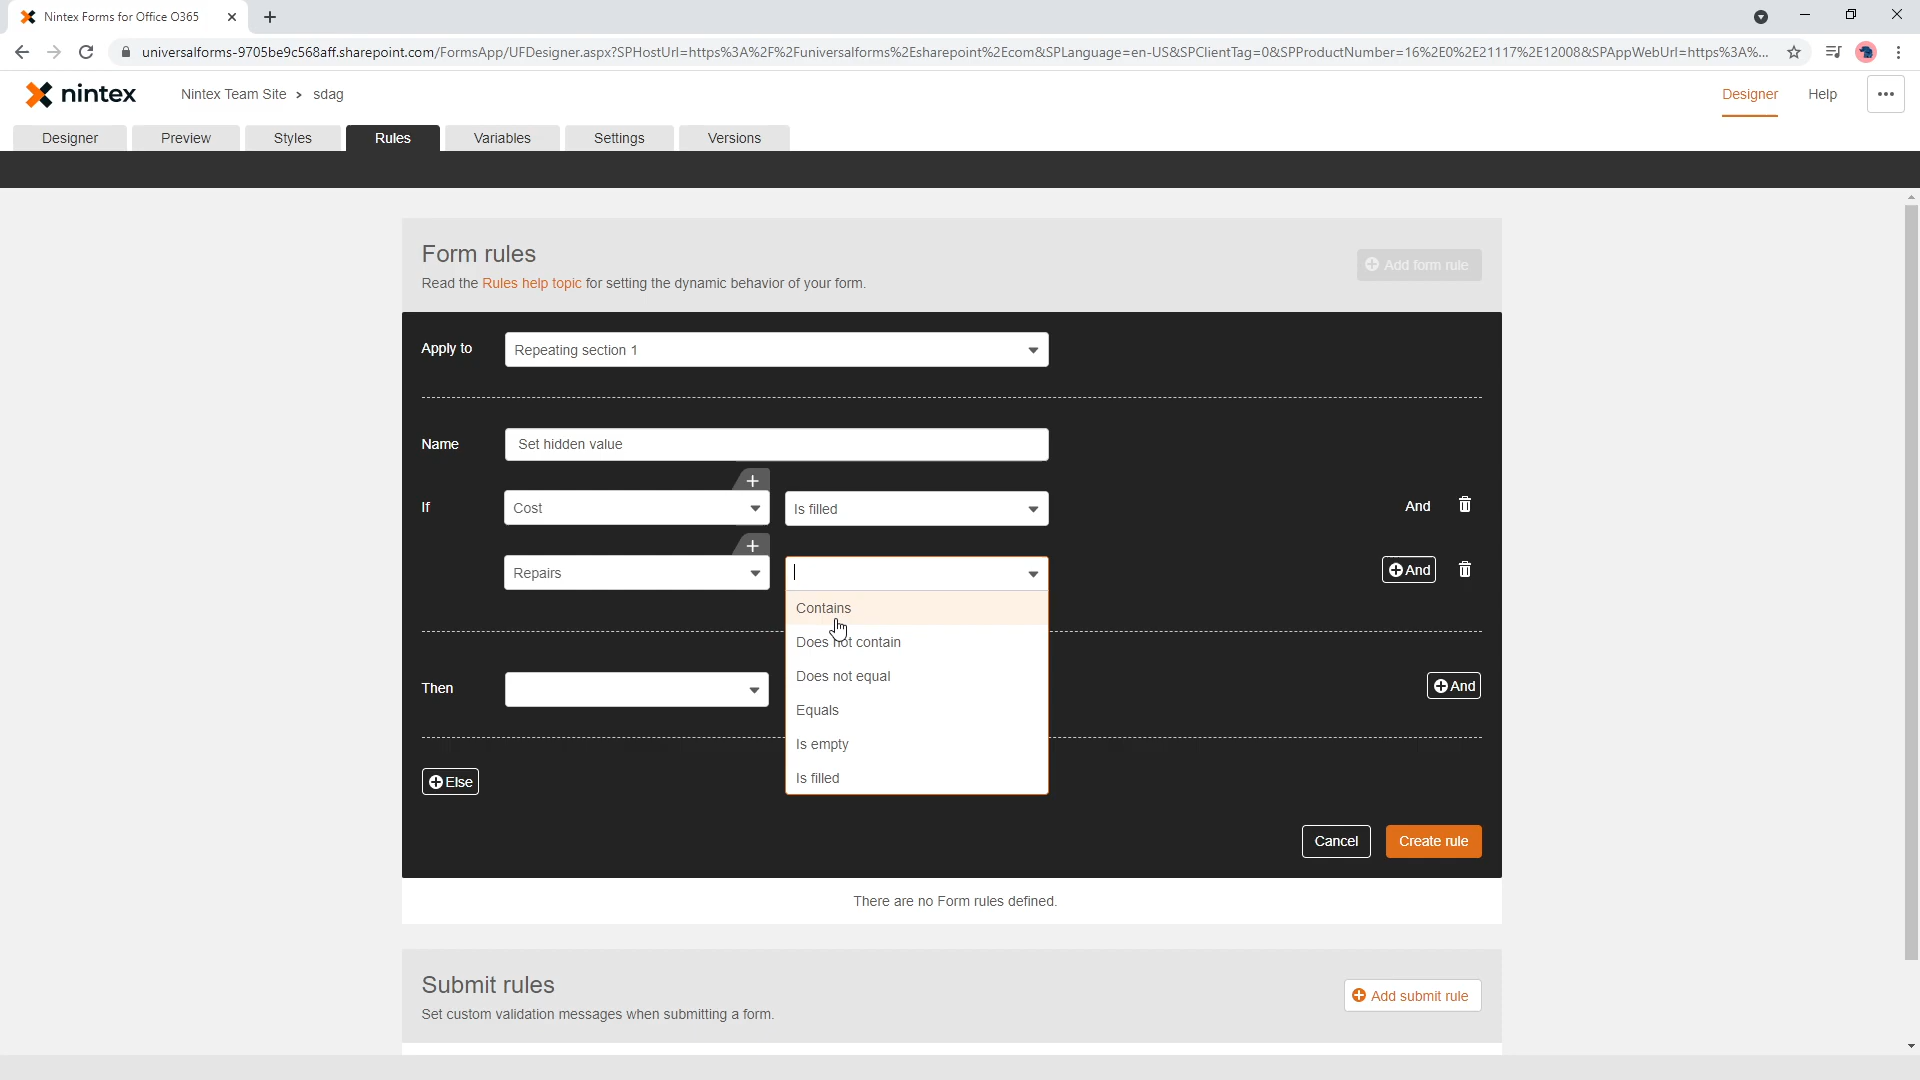 Nintex Forms for Office O365
universalforms-9705be9c568aff.sharepoint.com/FormsApp/UFDesigner.aspx?SPHostUrl=https%3A%2F%2Funiversalforms%2Esharepoint%2Ecom&SPLanguage=en-US&SPClientTag=0&SPProductNumber=16%2E0%2E21117%2E12008&SPAppWebUrl=https%3A%...
nintex Nintex Team Site > sdag Designer Help
Designer Preview Styles Rules Variables Settings Versions
Form rules
Add form rule
Read the Rules help topic for setting the dynamic behavior of your form.
Apply to Repeating section 1
Name Set hidden value
If Cost Is filled And
Repairs And
Contains
Does not contain
Does not equal
Then And
Equals
Is empty
Is filled
Else
Cancel Create rule
There are no Form rules defined.
Submit rules
Add submit rule
Set custom validation messages when submitting a form.